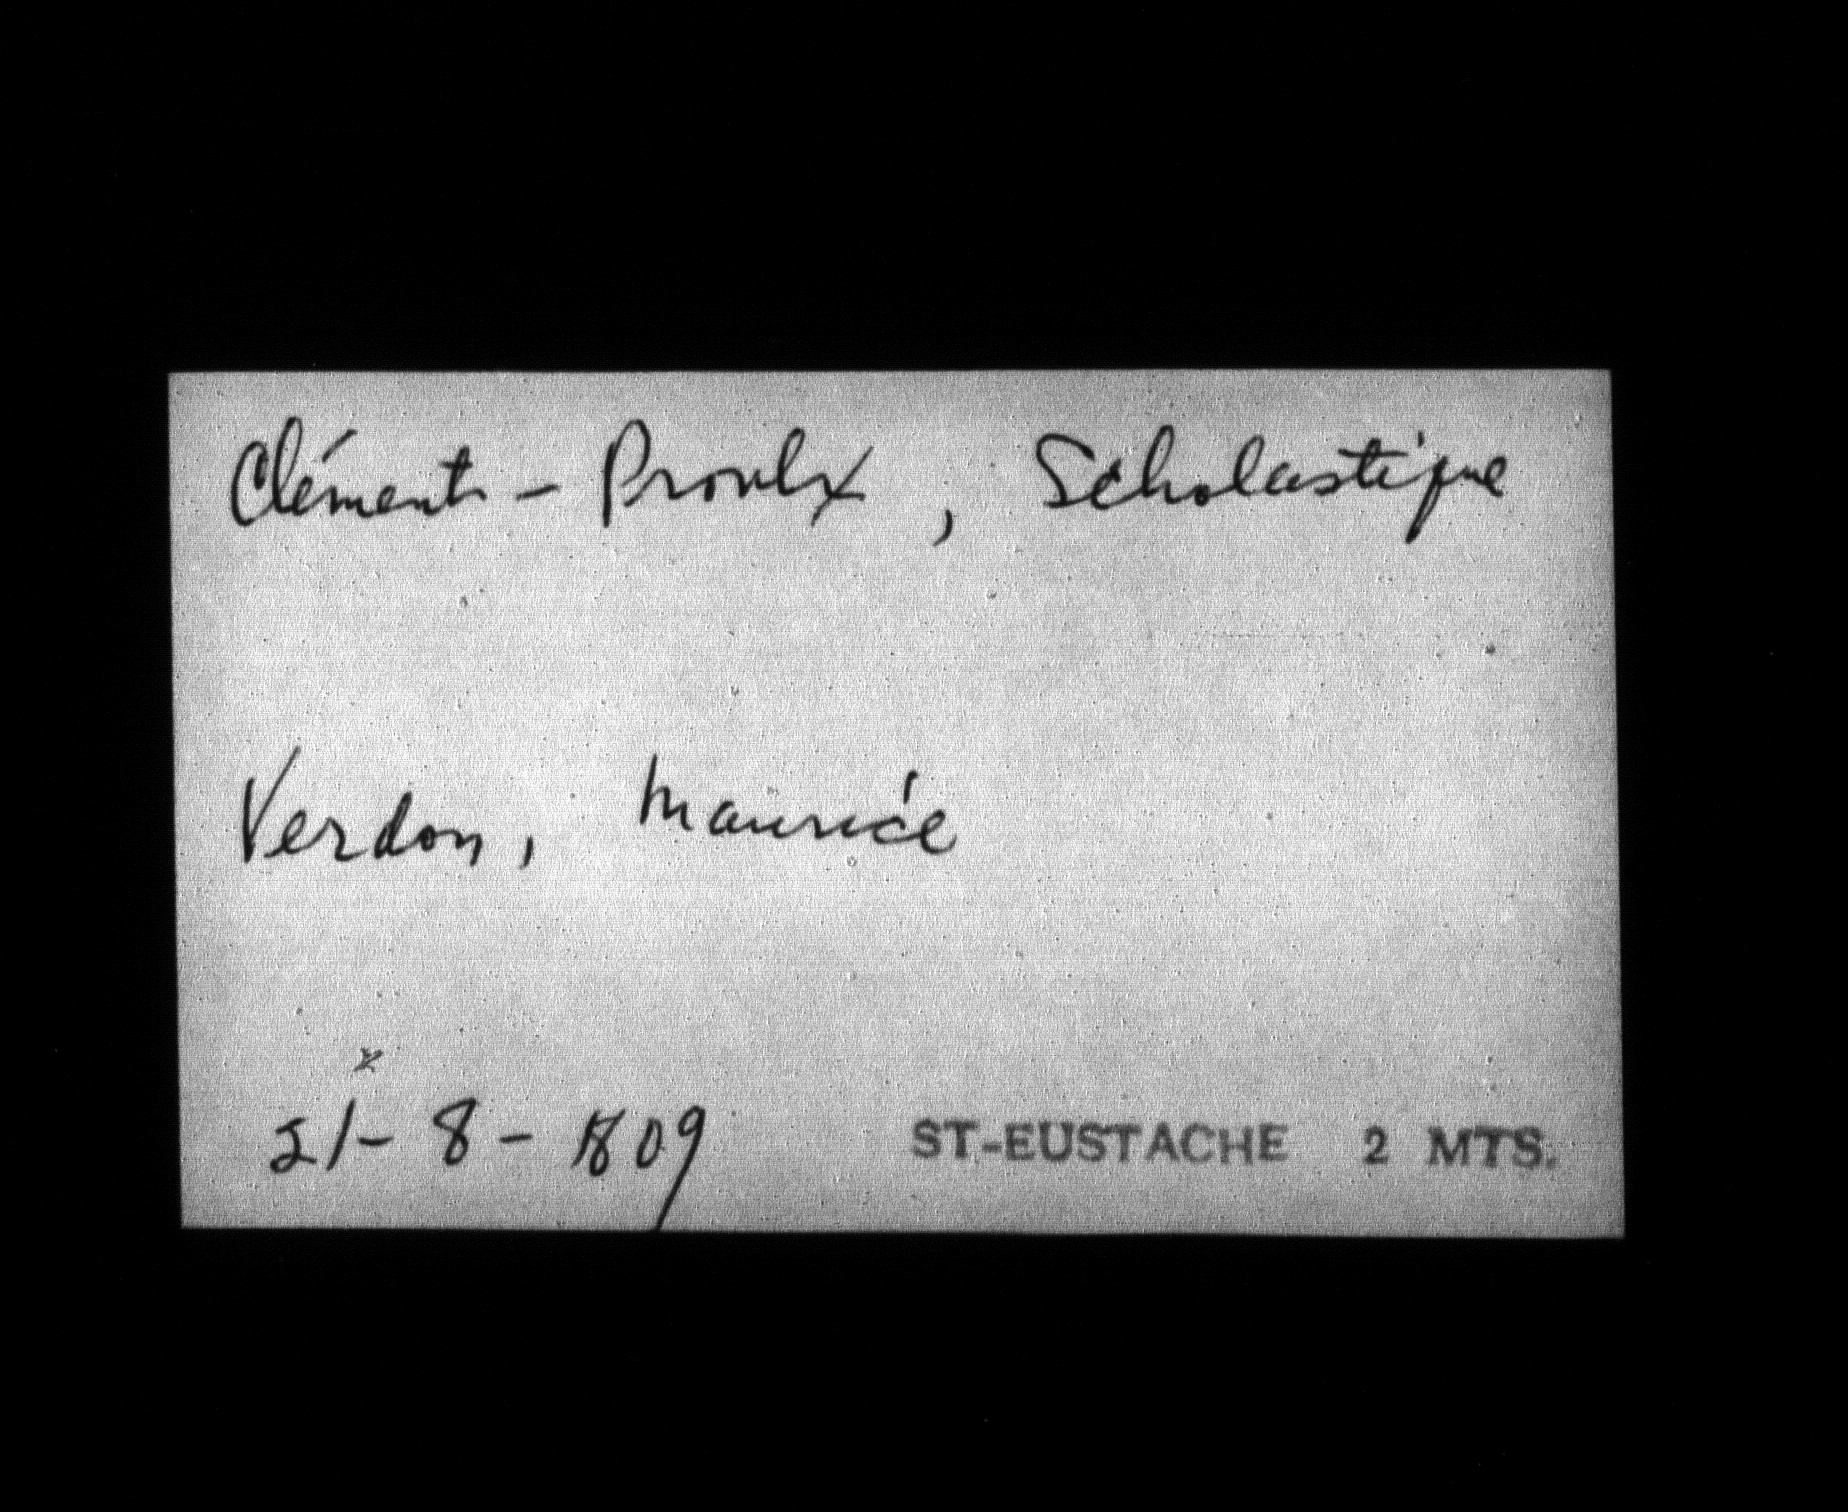 Clément - Proulx , Scholastique
Verdon, Maurice
x
21 - 8 - 1809 ST-EUSTACHE 2 MTS.